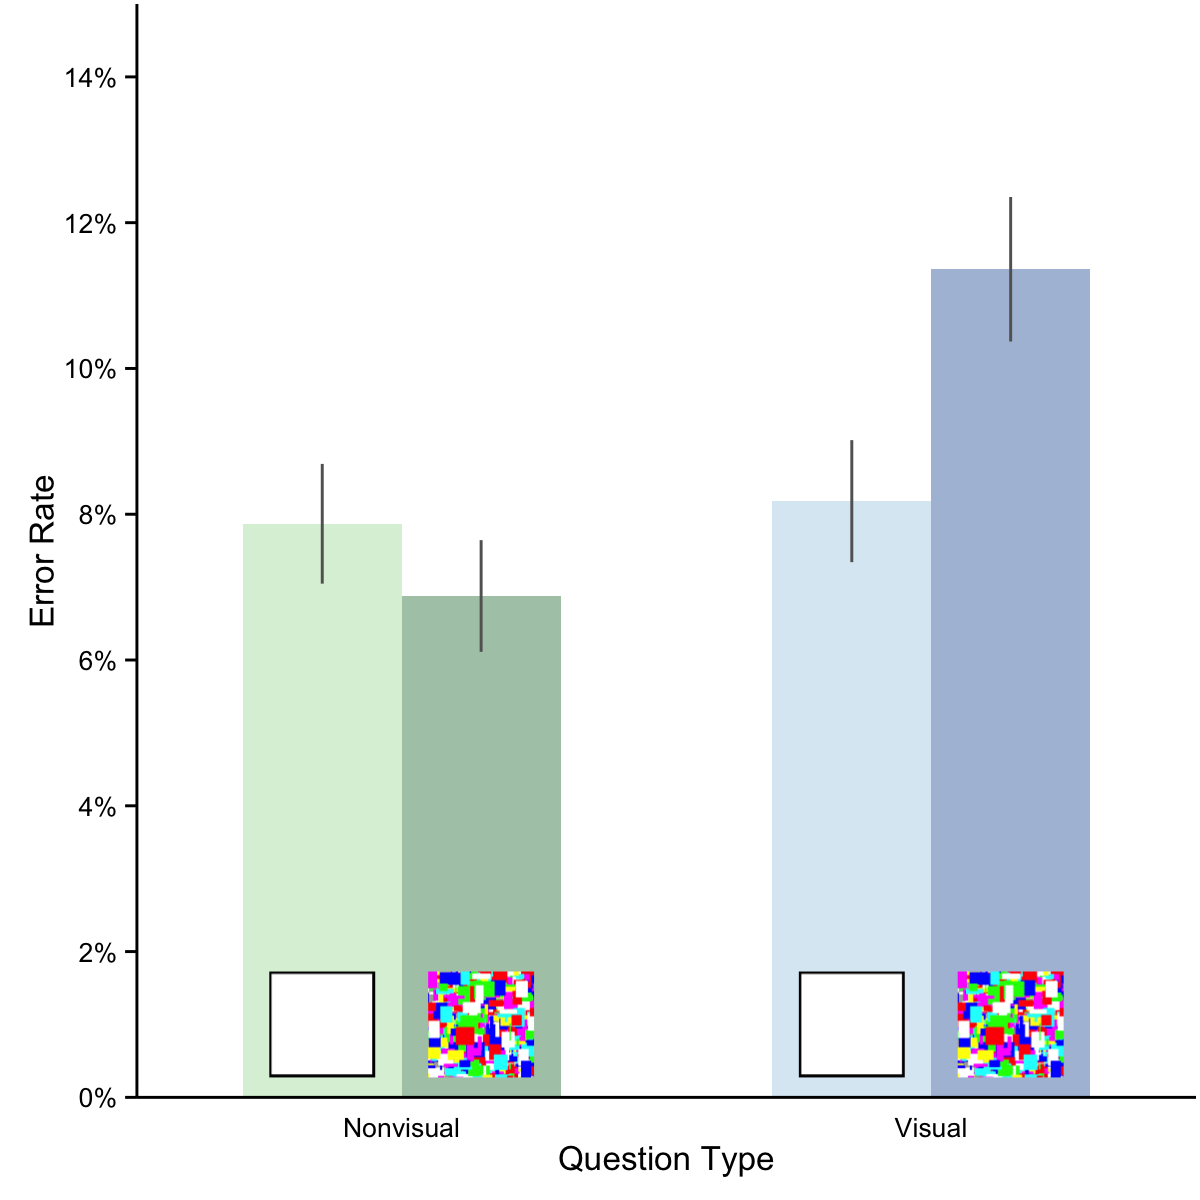 14%
12%
10%
8%
6%
4%
2%
0%
Error Rate
Nonvisual
Visual
Question Type